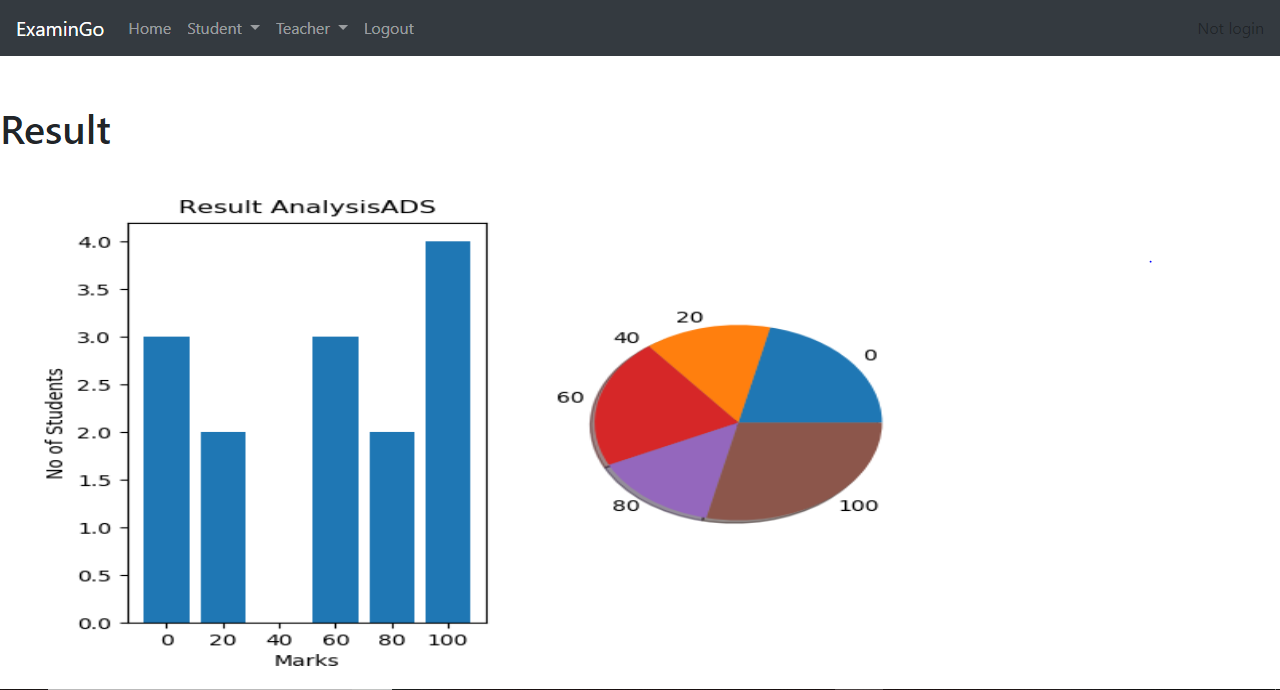 ExaminGo Home Student Teacher Logout Not login
Result
Result AnalysisADS
No of Students
4.0
3.5
3.0
2.5
2.0
1.5
1.0
0.5
0.0
0 20 40 60 80 100
Marks
20
40
0
60
80
100